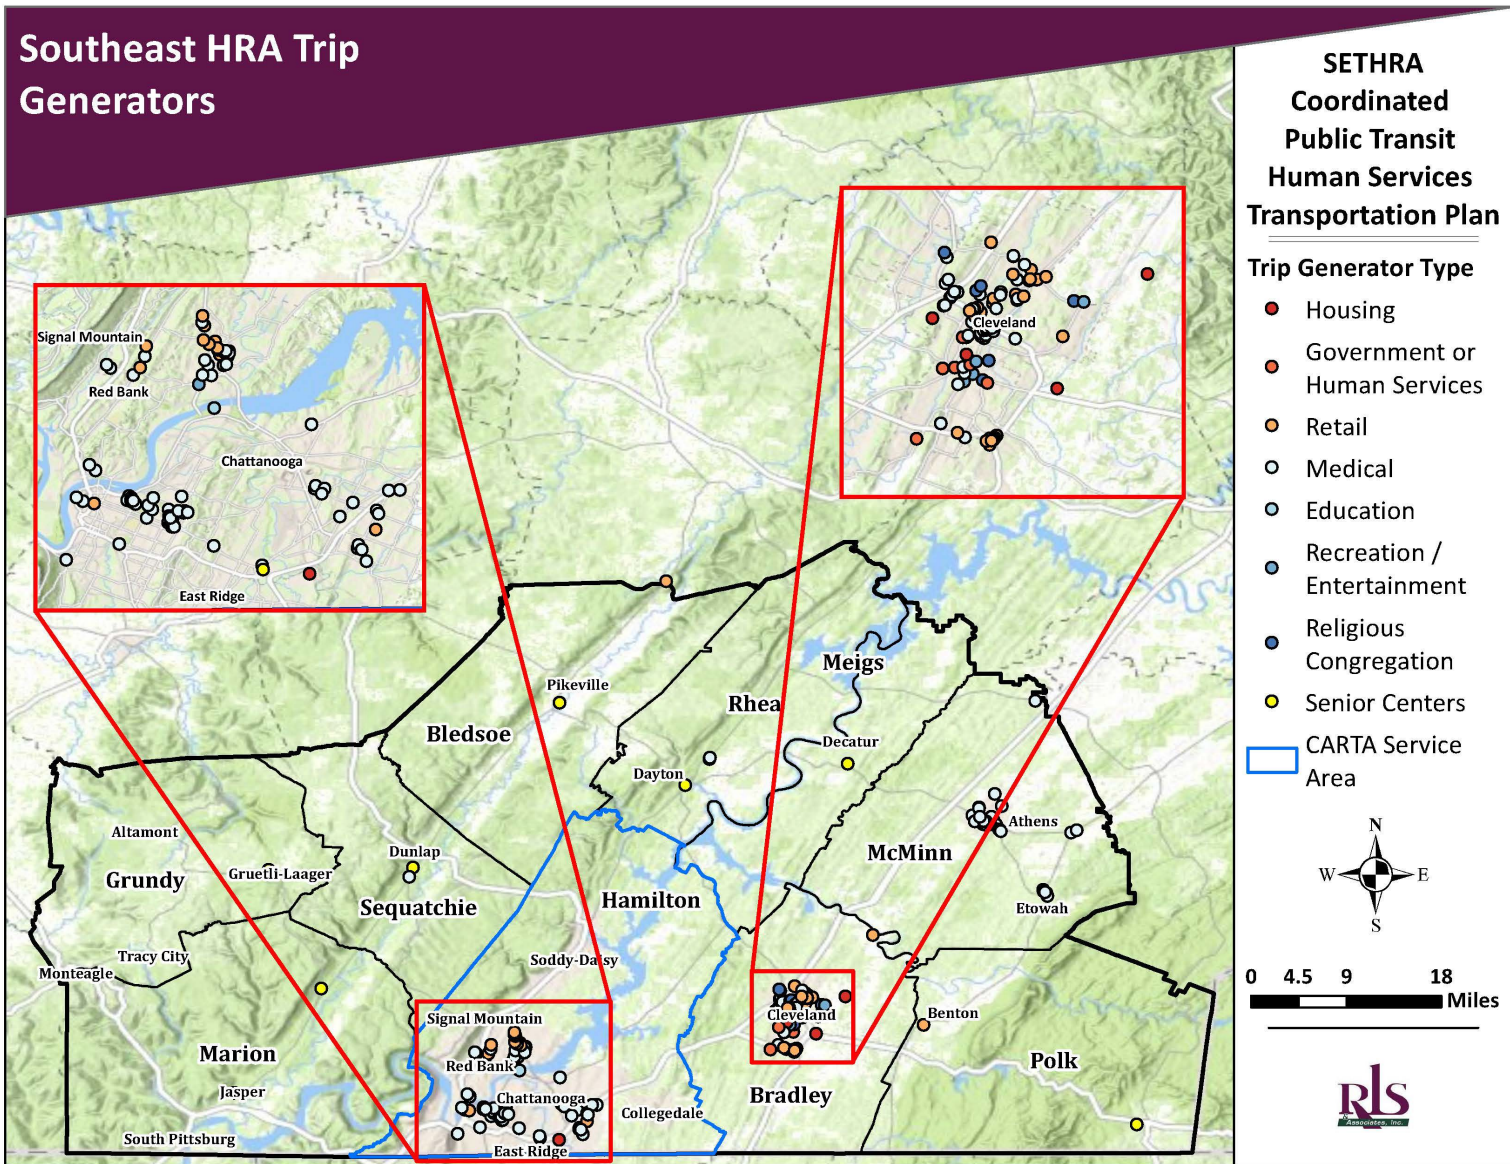 Southeast HRA Trip
Generators
SETHRA
Coordinated
Public Transit
Human Services
Transportation Plan
Trip Generator Type
Housing
Government or
Human Services
Retail
Medical
Education
Recreation /
Entertainment
Religious
Congregation
Senior Centers
CARTA Service
Area
N
W
E
S
0 4.5 9 18
Miles
RLS
& Associates, Inc.
Signal Mountain
Red Bank
Chattanooga
East Ridge
Cleveland
Meigs
Pikeville
Rhea
Bledsoe
Decatur
Dayton
Altamont
Athens
Dunlap
McMinn
Gruetli-Laager
Grundy
Hamilton
Sequatchie
Etowah
Tracy City
Soddy-Daisy
Monteagle
Cleveland
Benton
Signal Mountain
Marion
Red Bank
Polk
Jasper
Chattanooga
Bradley
Collegedale
South Pittsburg
East Ridge